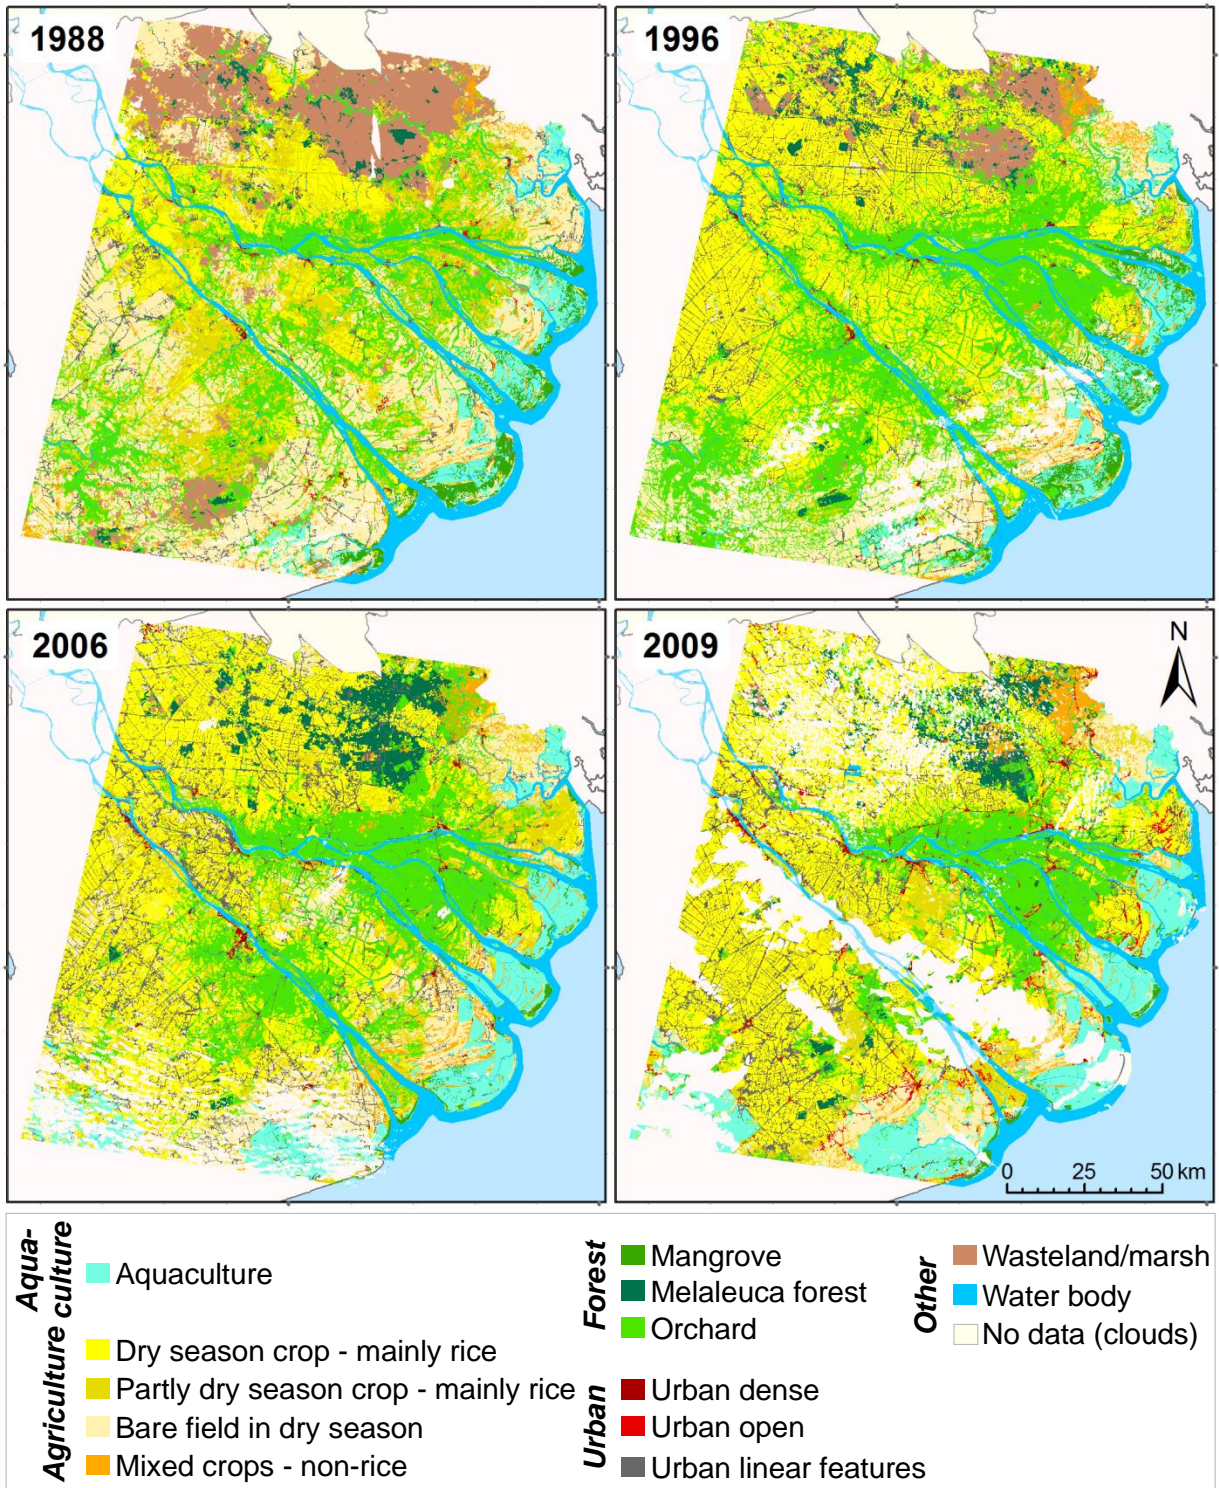 1988
1996
2006
2009
N
0 25 50 km
Aqua-
culture
Aquaculture
Agriculture
Dry season crop - mainly rice
Partly dry season crop - mainly rice
Bare field in dry season
Mixed crops - non-rice
Forest
Mangrove
Melaleuca forest
Orchard
Urban
Urban dense
Urban open
Urban linear features
Other
Wasteland/marsh
Water body
No data (clouds)